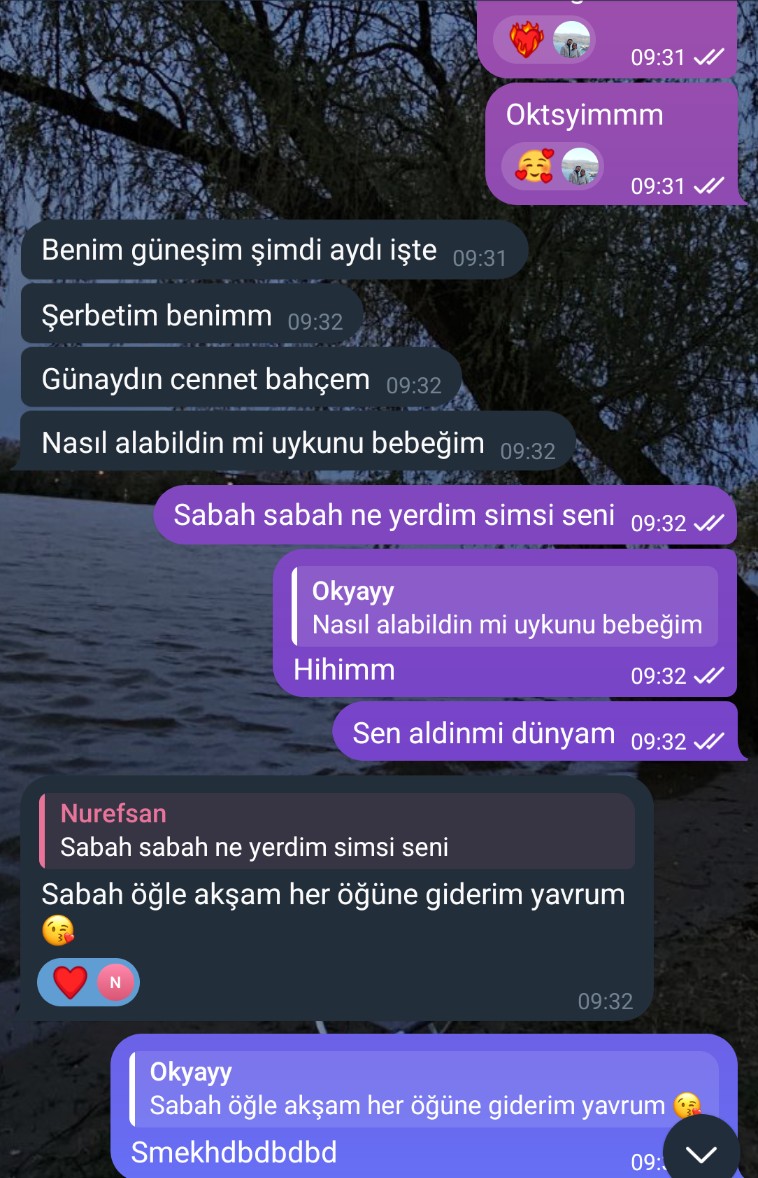 09:31
Oktsyimmm
09:31
Benim güneşim şimdi aydı işte 09:31
Şerbetim benimm 09:32
Günaydın cennet bahçem 09:32
Nasıl alabildin mi uykunu bebeğim 09:32
Sabah sabah ne yerdim simsi seni 09:32
Okyayy
Nasıl alabildin mi uykunu bebeğim
Hihimm 09:32
Sen aldinmi dünyam 09:32
Nurefsan
Sabah sabah ne yerdim simsi seni
Sabah öğle akşam her öğüne giderim yavrum
😘
❤️ N
09:32
Okyayy
Sabah öğle akşam her öğüne giderim yavrum 😘
Smekhdbdbdbd